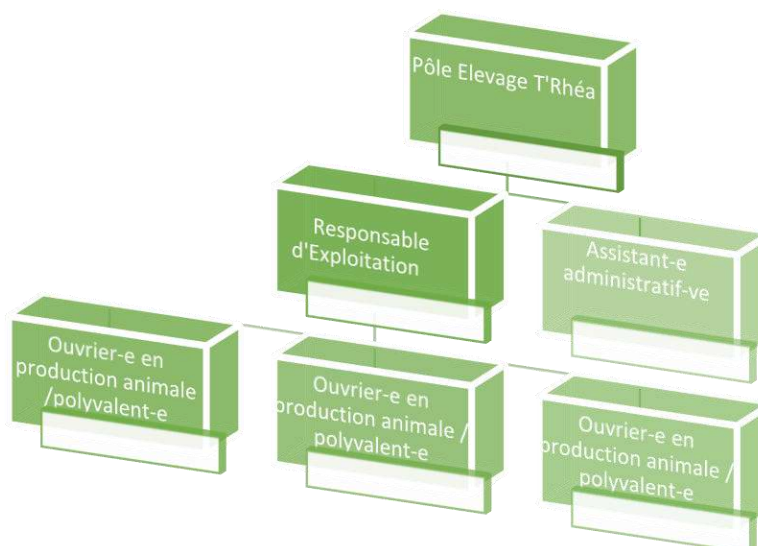 Pôle Elevage T'Rhéa
Responsable
d'Exploitation
Assistant-e
administratif-ve
Ouvrier-e en
production animale
/polyvalent-e
Ouvrier-e en
production animale /
polyvalent-e
Ouvrier-e en
production animale /
polyvalent-e